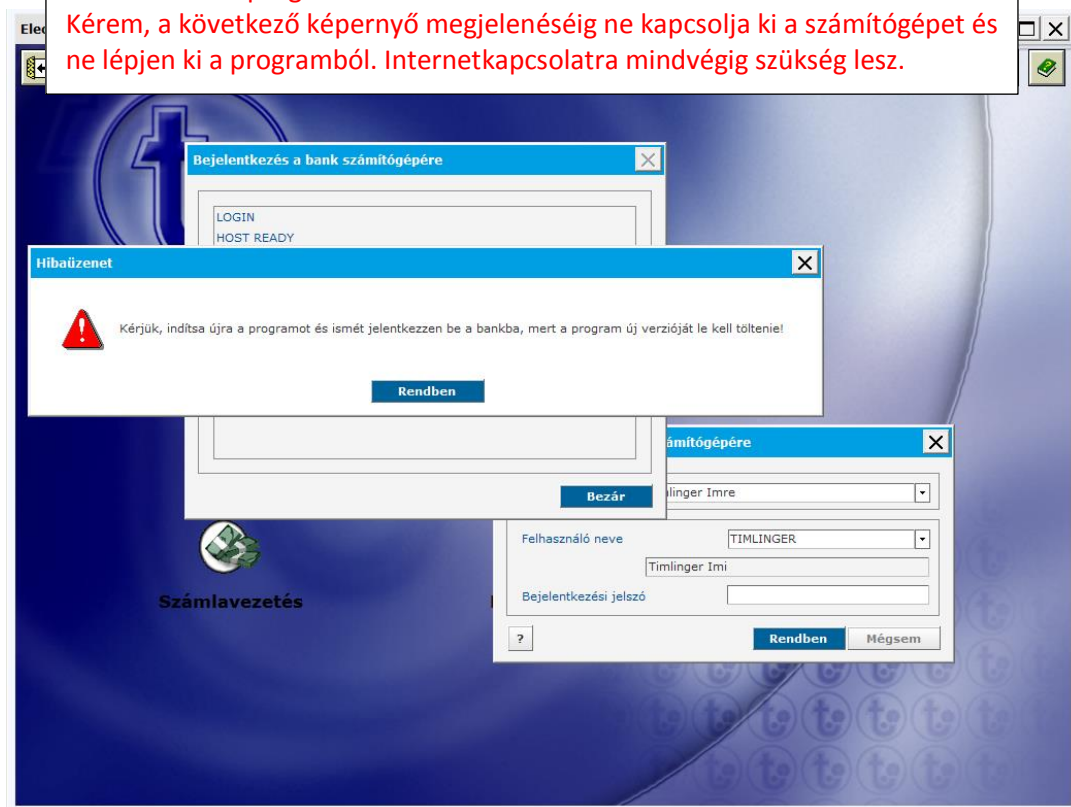 Kérem, a következő képernyő megjelenéséig ne kapcsolja ki a számítógépet és
ne lépjen ki a programból. Internetkapcsolatra mindvégig szükség lesz.
Elec
Bejelentkezés a bank számítógépére
LOGIN
HOST READY
Hibaüzenet
Kérjük, indítsa újra a programot és ismét jelentkezzen be a bankba, mert a program új verzióját le kell töltenie!
Rendben
ámítógépére
Bezár
linger Imre
Felhasználó neve
TIMLINGER
Timlinger Imi
Bejelentkezési jelszó
?
Rendben
Mégsem
Számlavezetés